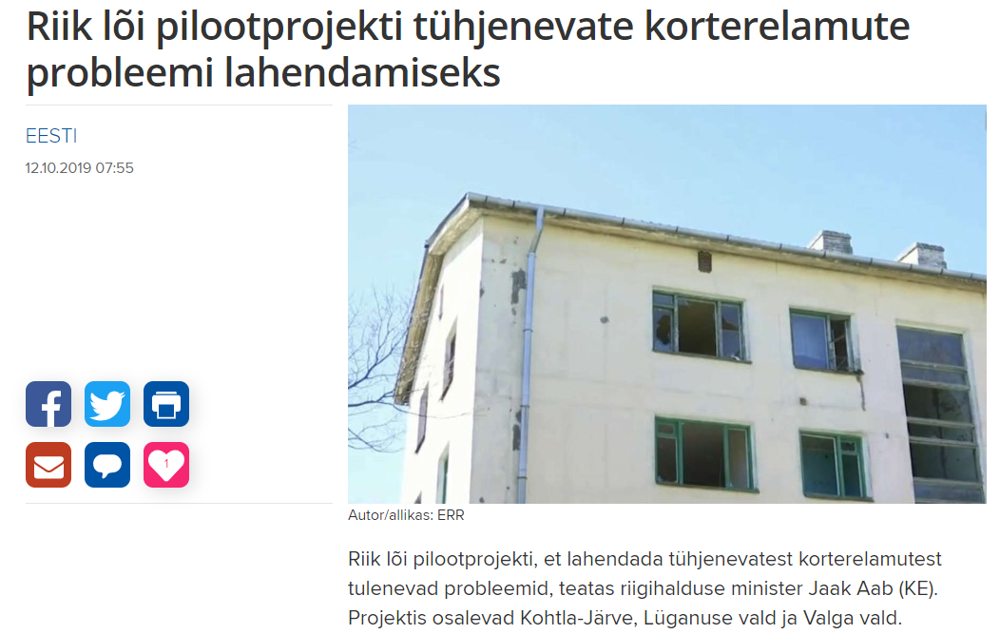 Riik lõi pilootprojekti tühjenevate korterelamute
probleemi lahendamiseks
EESTI
12.10.2019 07:55
1
Autor/allikas: ERR
Riik lõi pilootprojekti, et lahendada tühjenevatest korterelamutest
tulenevad probleemid, teatas riigihalduse minister Jaak Aab (KE).
Projektis osalevad Kohtla-Järve, Lüganuse vald ja Valga vald.